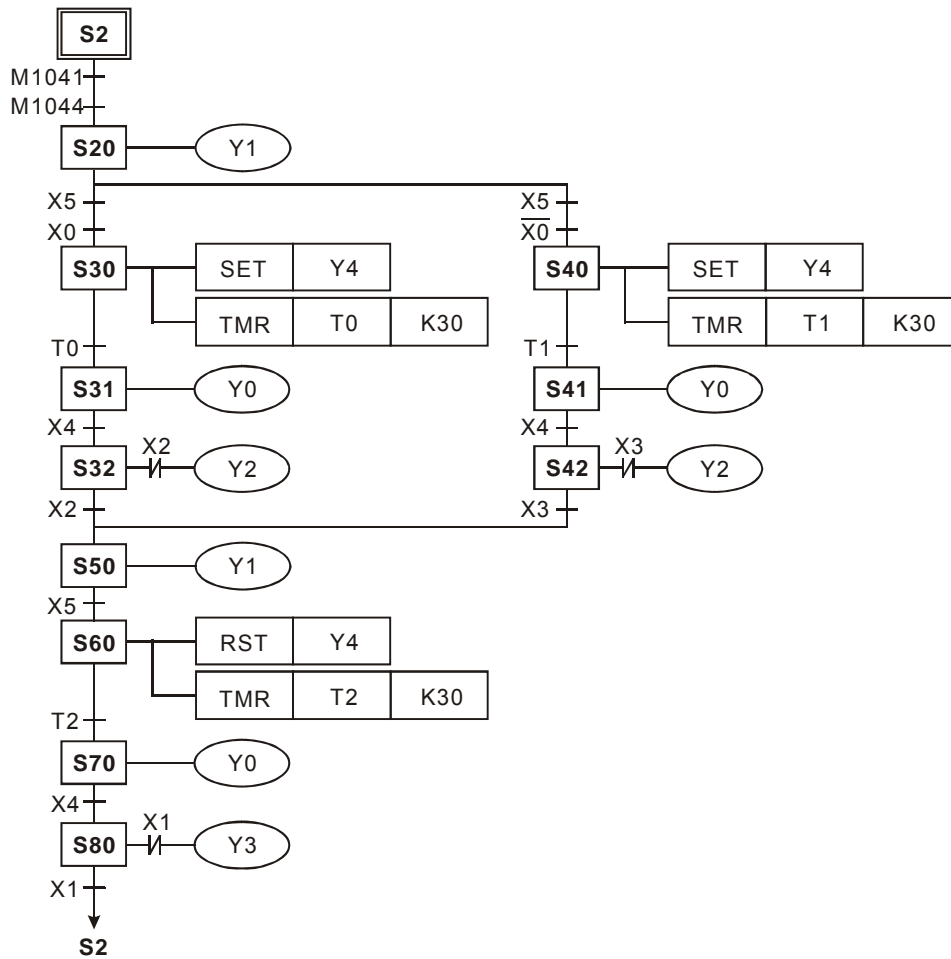 S2
M1041
M1044
S20 Y1
X5 X5
X0 X0
S30 SET Y4 S40 SET Y4
TMR T0 K30 TMR T1 K30
T0 T1
S31 Y0 S41 Y0
X4 X4
X2 X3
S32 Y2 S42 Y2
X2 X3
S50 Y1
X5
S60 RST Y4
TMR T2 K30
T2
S70 Y0
X4
X1
S80 Y3
X1
S2